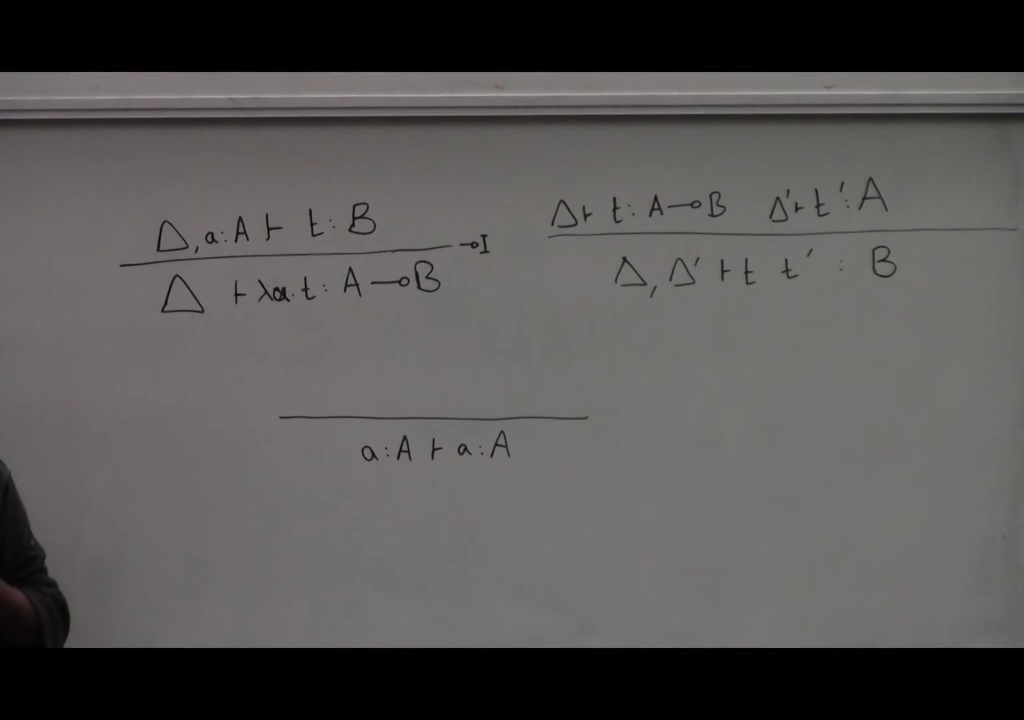 Δ, a:A ⊢ t:B
⊸I
Δ ⊢ λa.t: A⊸B
Δ ⊢ t: A⊸B Δ' ⊢ t':A
Δ, Δ' ⊢ t t' : B
a:A ⊢ a:A